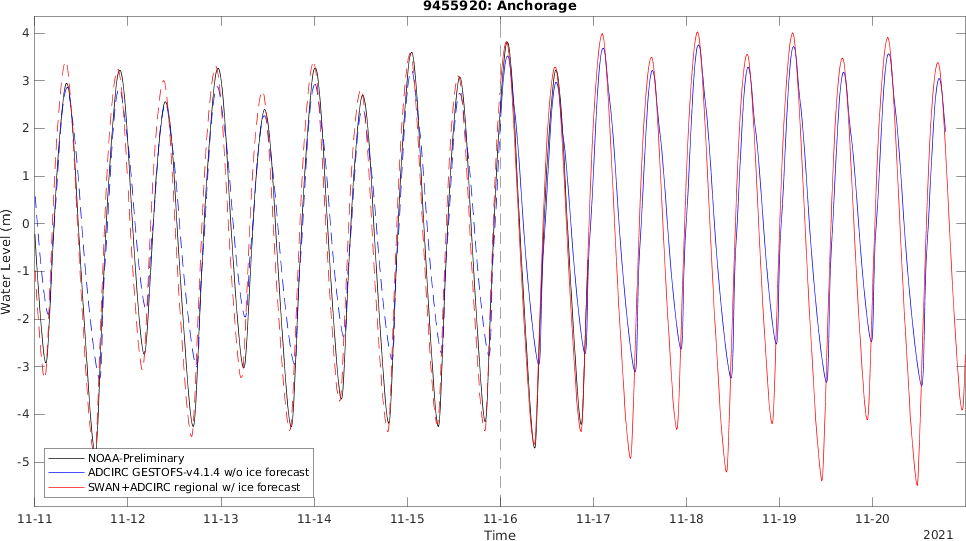 9455920: Anchorage
4
3
2
1
0
-1
-2
-3
-4
-5
Water Level (m)
NOAA-Preliminary
ADCIRC GESTOFS-v4.1.4 w/o ice forecast
SWAN+ADCIRC regional w/ ice forecast
11-11 11-12 11-13 11-14 11-15 11-16 11-17 11-18 11-19 11-20
Time
2021